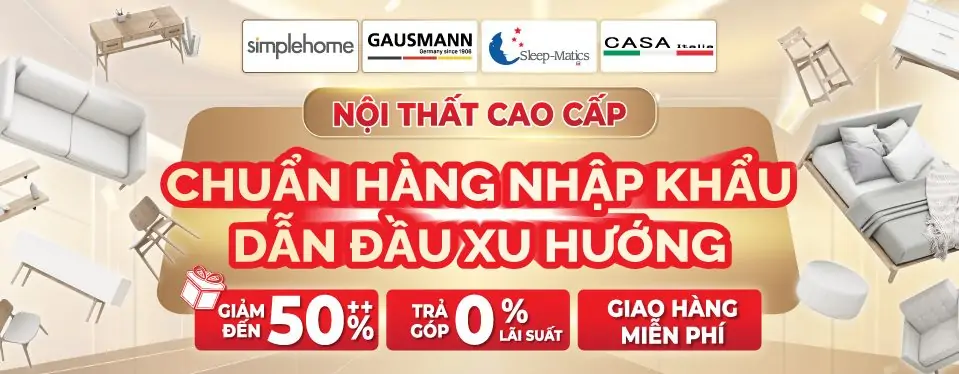 simplehome
GAUSMANN
Germany since 1906
Sleep-Matics
CASA Italia
NỘI THẤT CAO CẤP
CHUẨN HÀNG NHẬP KHẨU
DẪN ĐẦU XU HƯỚNG
GIẢM ĐẾN 50++%
TRẢ GÓP 0% LÃI SUẤT
GIAO HÀNG
MIỄN PHÍ